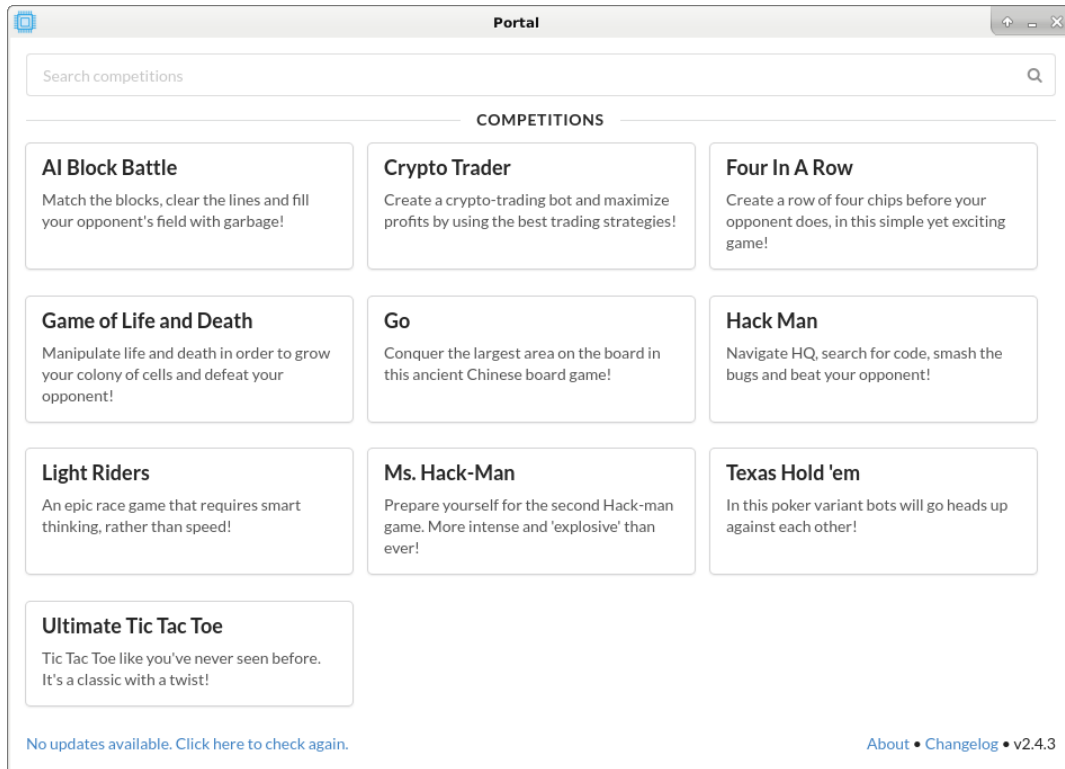 Portal
Search competitions
COMPETITIONS
AI Block Battle
Match the blocks, clear the lines and fill
your opponent's field with garbage!
Crypto Trader
Create a crypto-trading bot and maximize
profits by using the best trading strategies!
Four In A Row
Create a row of four chips before your
opponent does, in this simple yet exciting
game!
Game of Life and Death
Manipulate life and death in order to grow
your colony of cells and defeat your
opponent!
Go
Conquer the largest area on the board in
this ancient Chinese board game!
Hack Man
Navigate HQ, search for code, smash the
bugs and beat your opponent!
Light Riders
An epic race game that requires smart
thinking, rather than speed!
Ms. Hack-Man
Prepare yourself for the second Hack-man
game. More intense and 'explosive' than
ever!
Texas Hold 'em
In this poker variant bots will go heads up
against each other!
Ultimate Tic Tac Toe
Tic Tac Toe like you've never seen before.
It's a classic with a twist!
No updates available. Click here to check again.
About • Changelog • v2.4.3